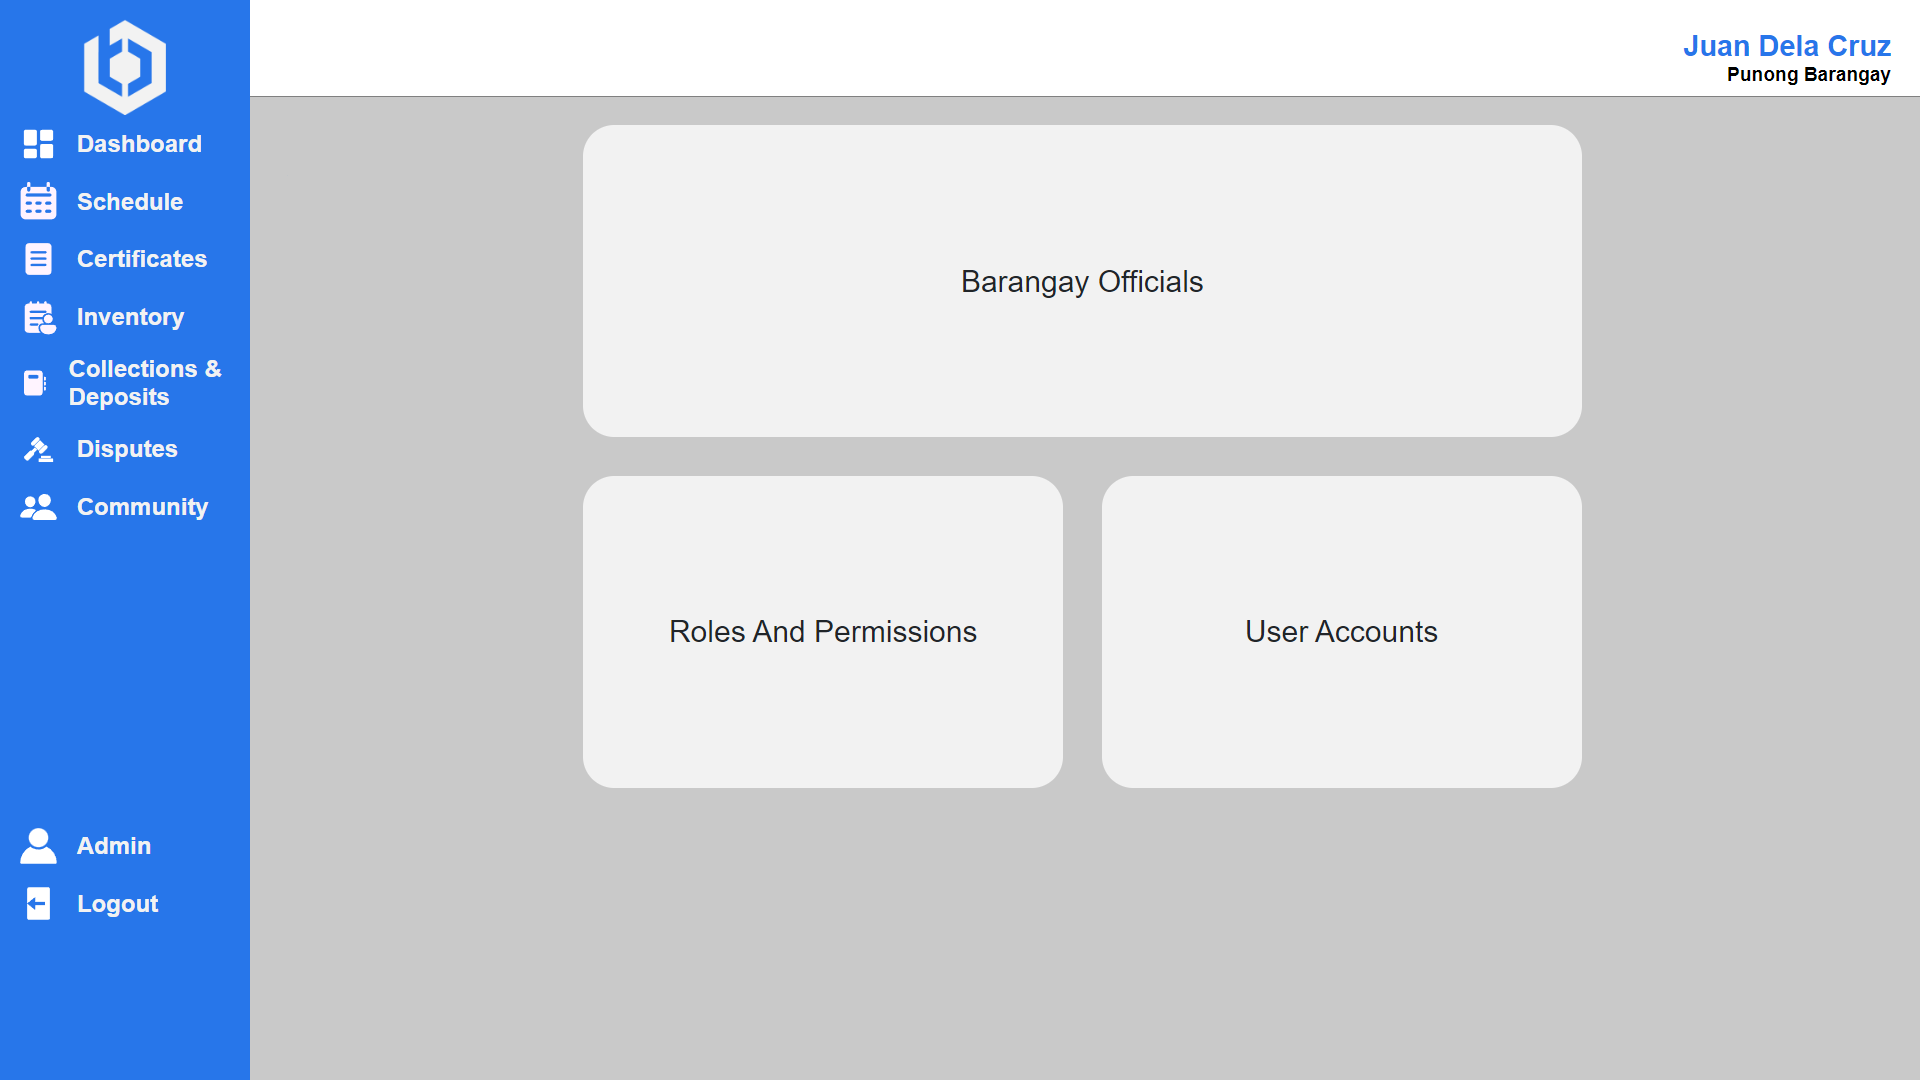 Juan Dela Cruz
Punong Barangay
Dashboard
Schedule
Certificates
Inventory
Collections &
Deposits
Disputes
Community
Admin
Logout
Barangay Officials
Roles And Permissions
User Accounts